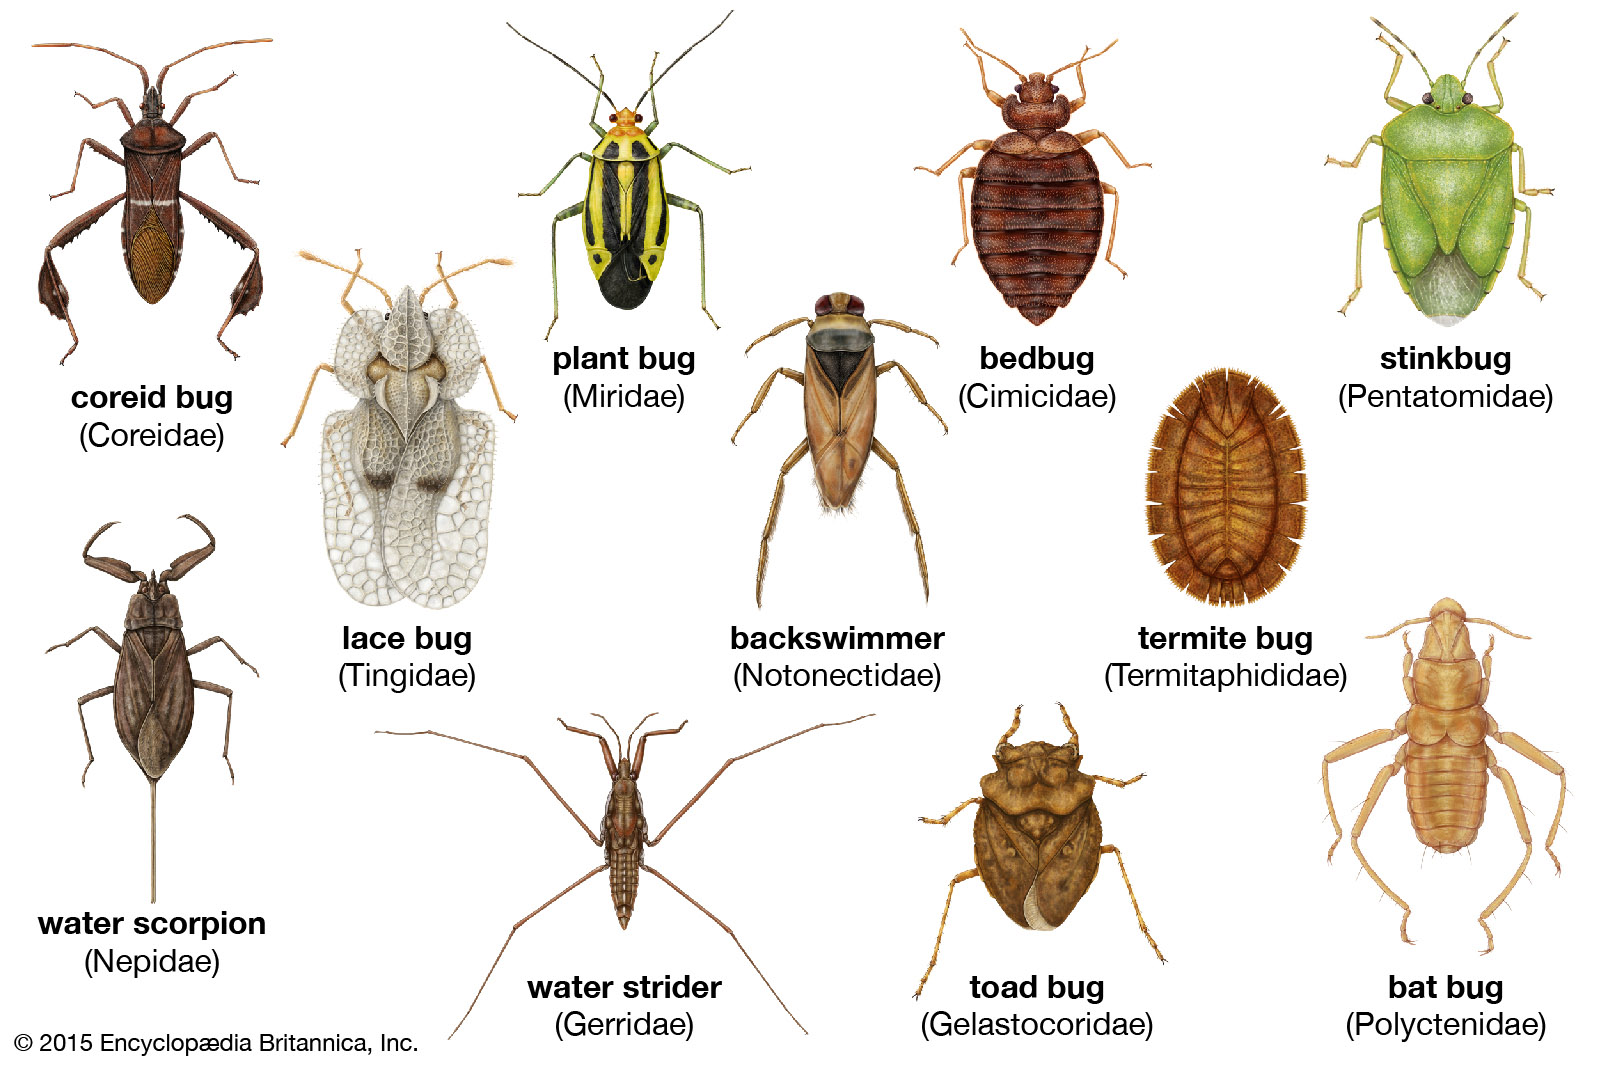 plant bug
(Miridae)
bedbug
(Cimicidae)
stinkbug
(Pentatomidae)
coreid bug
(Coreidae)
lace bug
(Tingidae)
backswimmer
(Notonectidae)
termite bug
(Termitaphididae)
water scorpion
(Nepidae)
water strider
(Gerridae)
toad bug
(Gelastocoridae)
bat bug
(Polyctenidae)
© 2015 Encyclopædia Britannica, Inc.